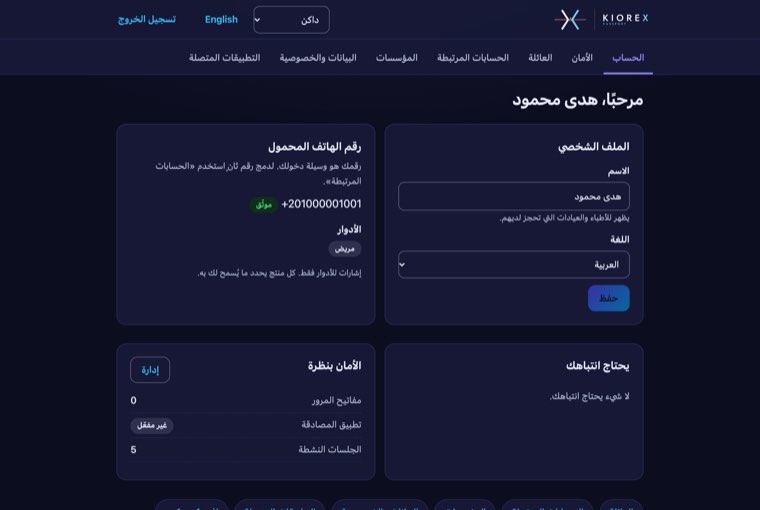 KIOREX
داكن
English
تسجيل الخروج
الحساب
الأمان
العائلة
الحسابات المرتبطة
المؤسسات
البيانات والخصوصية
التطبيقات المتصلة
مرحبًا، هدى محمود
الملف الشخصي
الاسم
هدى محمود
يظهر للأطباء والعيادات التي تحجز لديهم.
اللغة
العربية
حفظ
رقم الهاتف المحمول
رقمك هو وسيلة دخولك. لدمج رقم ثانٍ استخدم «الحسابات
المرتبطة».
+201000001001 موثّق
الأدوار
مريض
إشارات للأدوار فقط. كل منتج يحدد ما يُسمح لك به.
يحتاج انتباهك
لا شيء يحتاج انتباهك.
الأمان بنظرة
إدارة
مفاتيح المرور 0
تطبيق المصادقة غير مفعّل
الجلسات النشطة 5